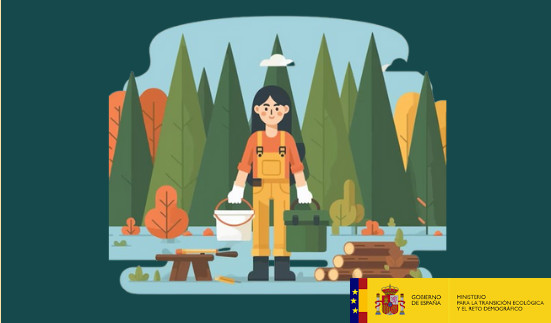 GOBIERNO
DE ESPAÑA
MINISTERIO
PARA LA TRANSICIÓN ECOLÓGICA
Y EL RETO DEMOGRÁFICO